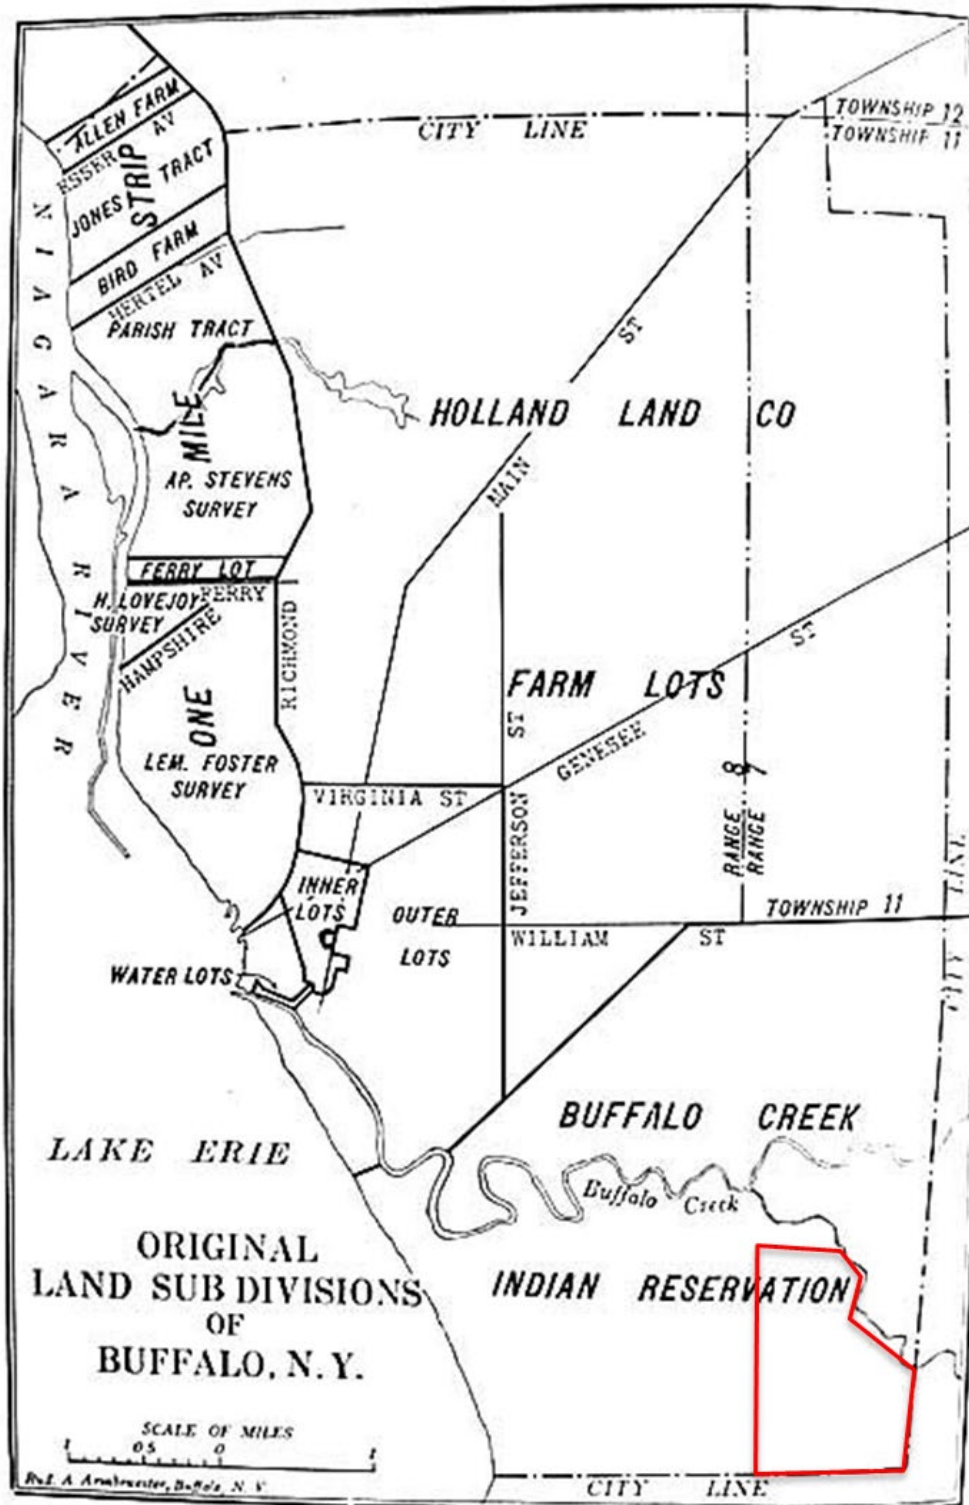 ALLEN FARM
ESSER AV
STRIP
JONES TRACT
BIRD FARM
HERTEL AV
PARISH TRACT
CITY LINE
TOWNSHIP 12
TOWNSHIP 11
NIAGARA RIVER
MILE
AP. STEVENS
SURVEY
HOLLAND LAND CO
MAIN ST
FERRY LOT
FERRY
H. LOVEJOY
SURVEY
HAMPSHIRE
RICHMOND
ONE
LEM. FOSTER
SURVEY
FARM LOTS
GENESEE ST
VIRGINIA ST
JEFFERSON ST
RANGE 8
RANGE 7
CITY LINE
INNER
LOTS
OUTER
LOTS
TOWNSHIP 11
WILLIAM ST
WATER LOTS
BUFFALO CREEK
LAKE ERIE
Buffalo Creek
INDIAN RESERVATION
ORIGINAL
LAND SUB DIVISIONS
OF
BUFFALO, N.Y.
SCALE OF MILES
1 0.5 0 1
A. Armbruester, Buffalo, N. Y.
CITY LINE